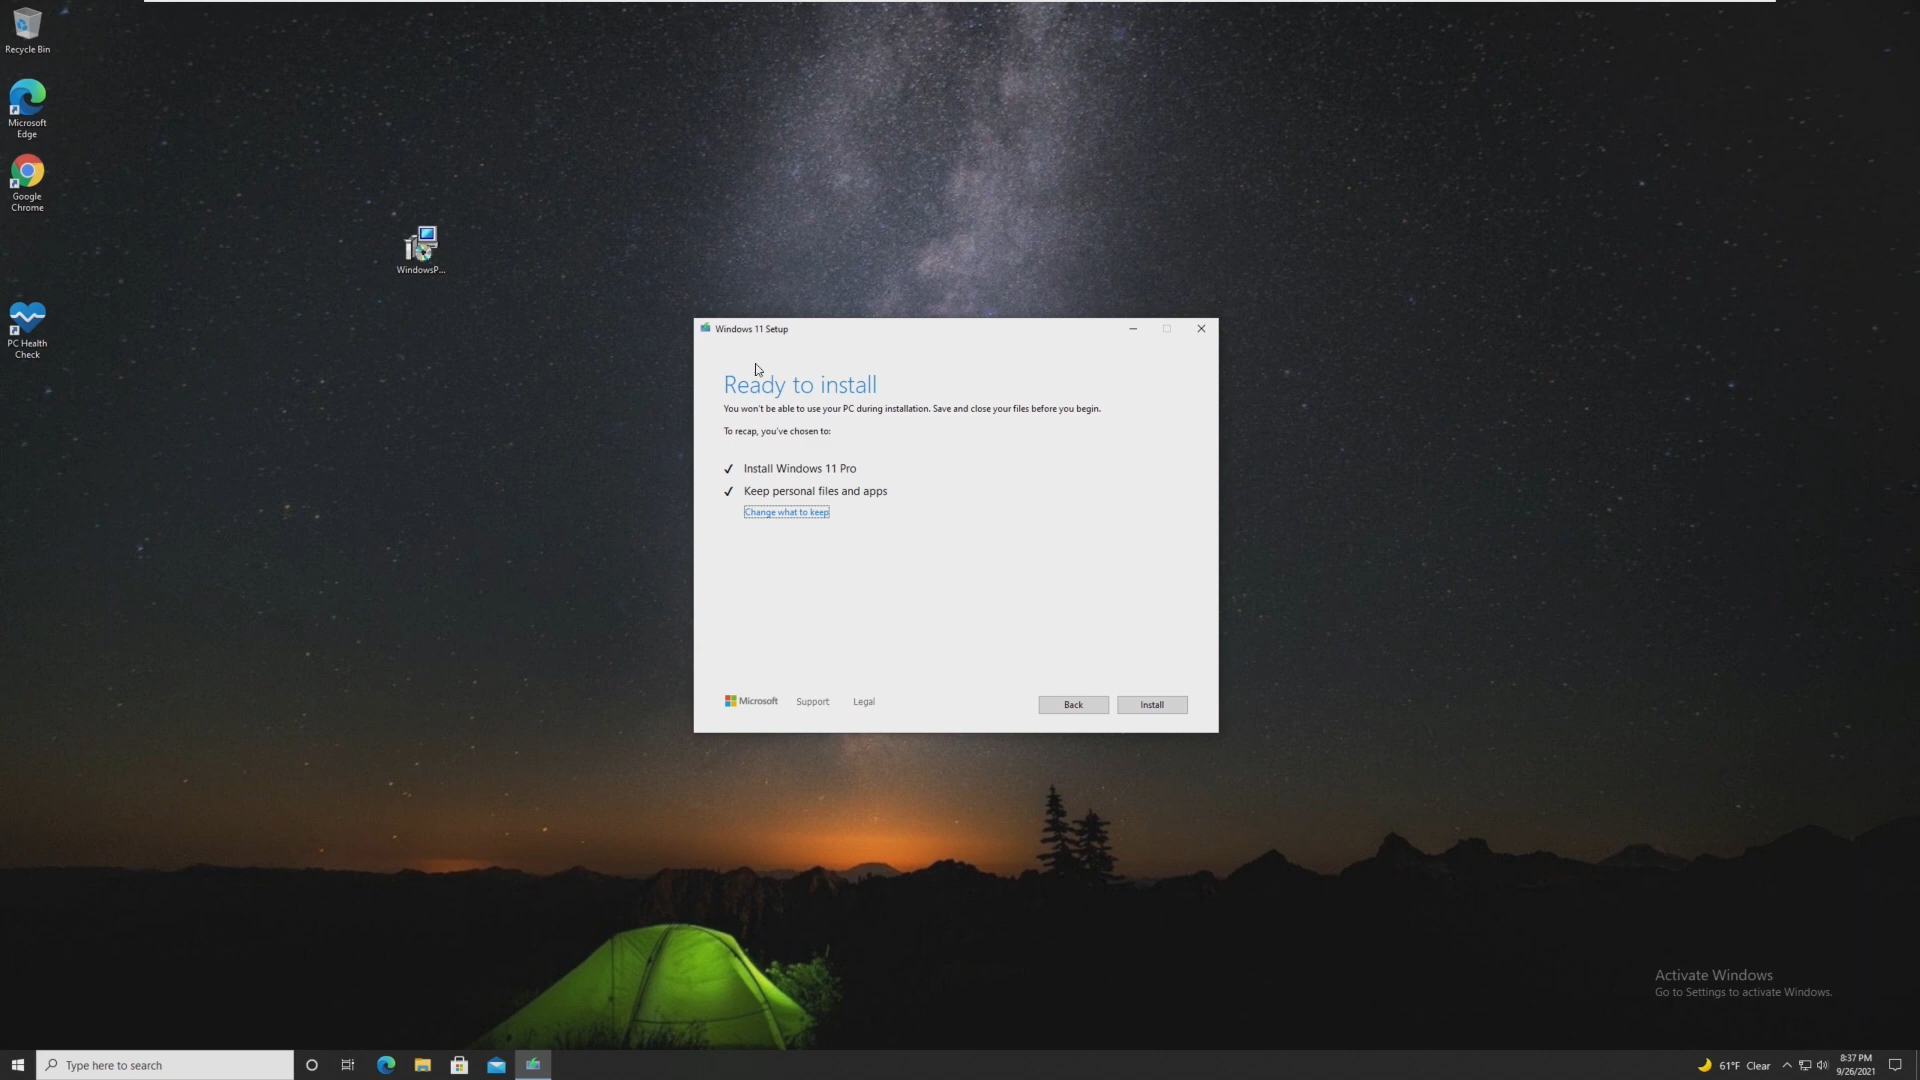 Recycle Bin
Microsoft
Edge
Google
Chrome
WindowsP...
PC Health
Check
Windows 11 Setup
Ready to install
You won't be able to use your PC during installation. Save and close your files before you begin.
To recap, you've chosen to:
✓ Install Windows 11 Pro
✓ Keep personal files and apps
Change what to keep
Microsoft Support Legal Back Install
Activate Windows
Go to Settings to activate Windows.
Type here to search
61°F Clear
8:37 PM
9/26/2021